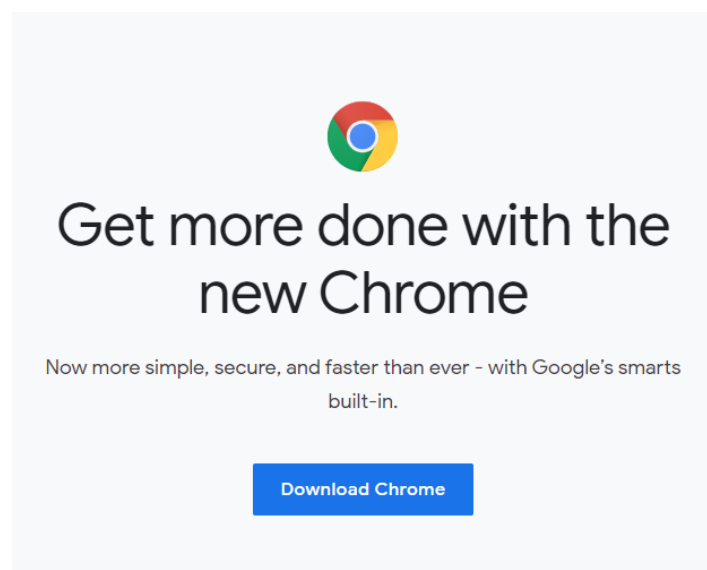 Get more done with the
new Chrome
Now more simple, secure, and faster than ever - with Google’s smarts
built-in.
Download Chrome